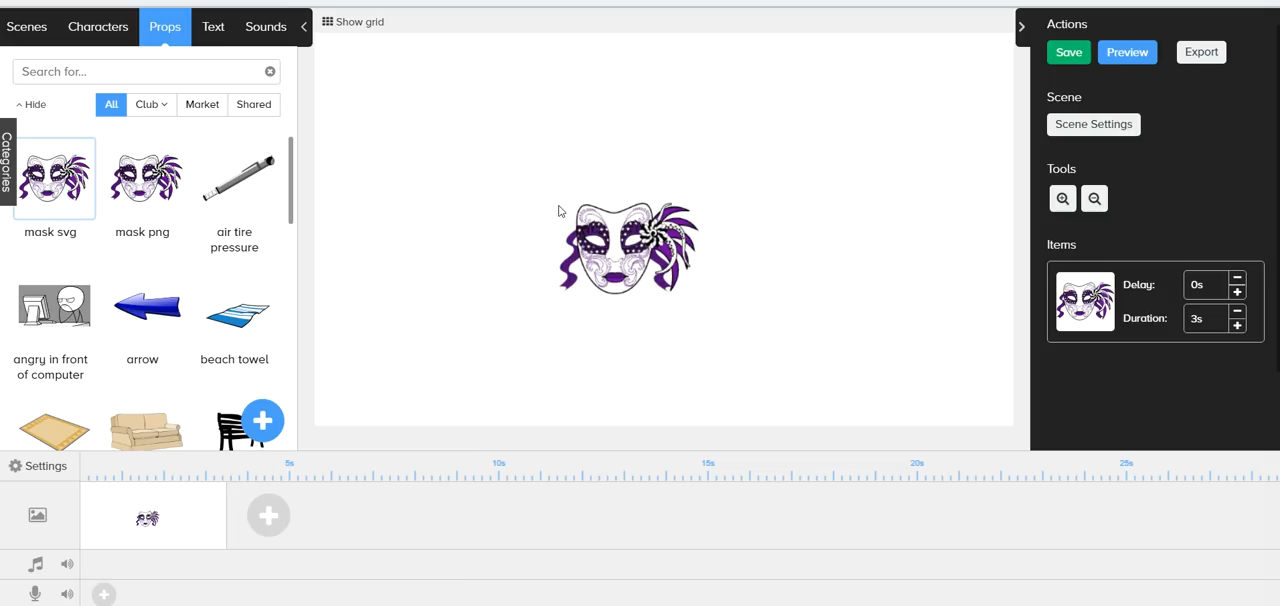 Scenes Characters Props Text Sounds
Show grid
Search for...
Hide
All Club Market Shared
Categories
mask svg mask png air tire
pressure
angry in front arrow beach towel
of computer
Actions
Save Preview Export
Scene
Scene Settings
Tools
Items
Delay: 0s
Duration: 3s
Settings 5s 10s 15s 20s 25s